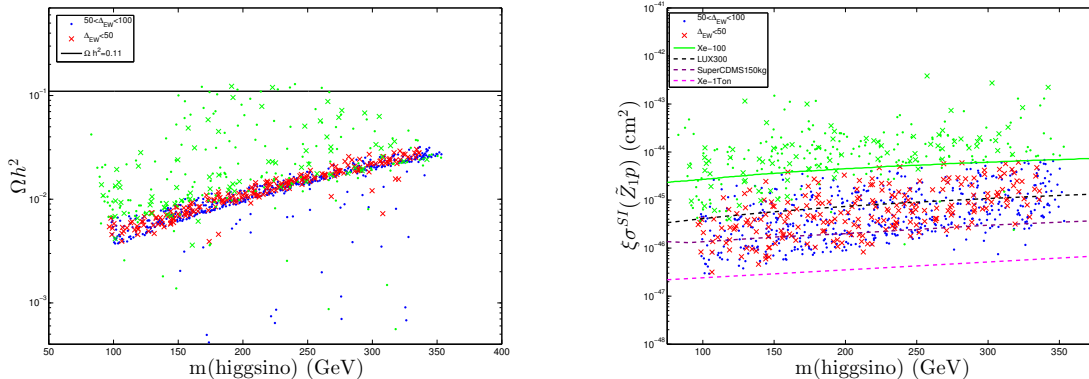 50<Δ_EW<100
Δ_EW<50
Ω h²=0.11
10⁻¹
10⁻²
10⁻³
Ωh²
50 100 150 200 250 300 350 400
m(higgsino) (GeV)
50<Δ_EW<100
Δ_EW<50
Xe−100
LUX300
SuperCDMS150kg
Xe−1Ton
10⁻⁴¹
10⁻⁴²
10⁻⁴³
10⁻⁴⁴
10⁻⁴⁵
10⁻⁴⁶
10⁻⁴⁷
10⁻⁴⁸
ξσ^SI(Z̃₁p) (cm²)
100 150 200 250 300 350
m(higgsino) (GeV)